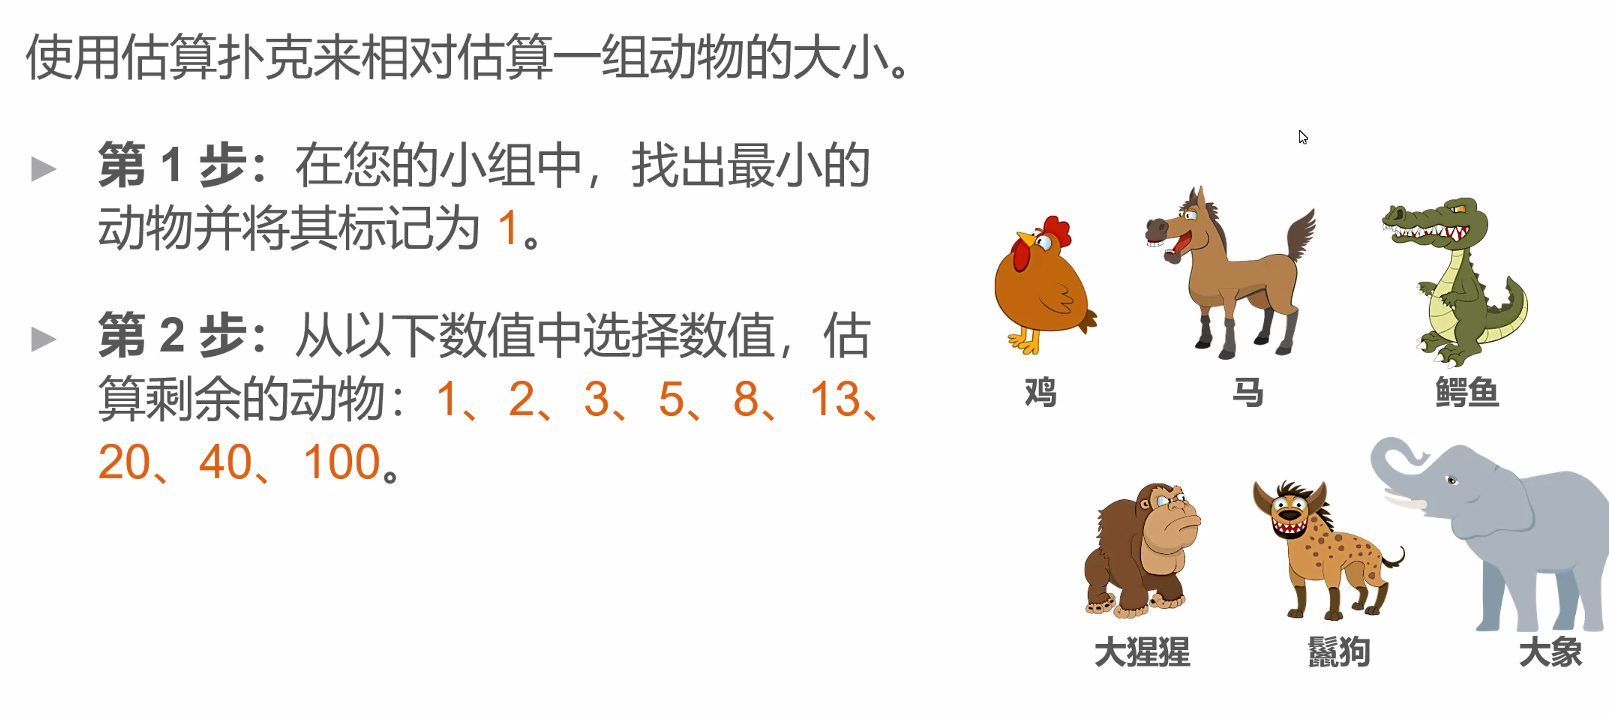 使用估算扑克来相对估算一组动物的大小。
第 1 步：在您的小组中，找出最小的
动物并将其标记为 1。
第 2 步：从以下数值中选择数值，估
算剩余的动物：1、2、3、5、8、13、
20、40、100。
鸡
马
鳄鱼
大猩猩
鬣狗
大象